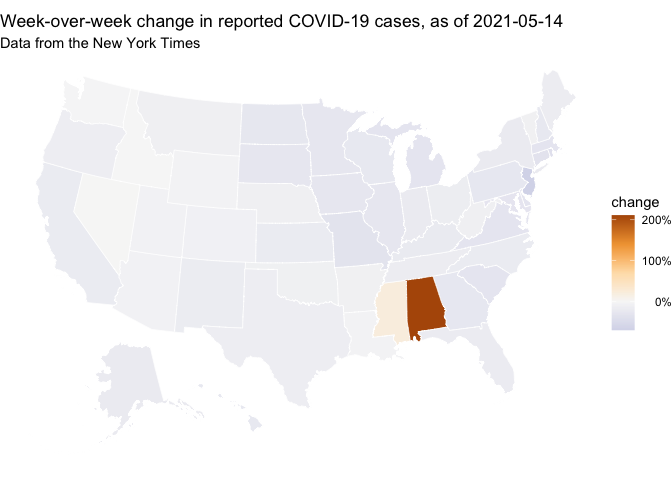 Week-over-week change in reported COVID-19 cases, as of 2021-05-14
Data from the New York Times
change
200%
100%
0%